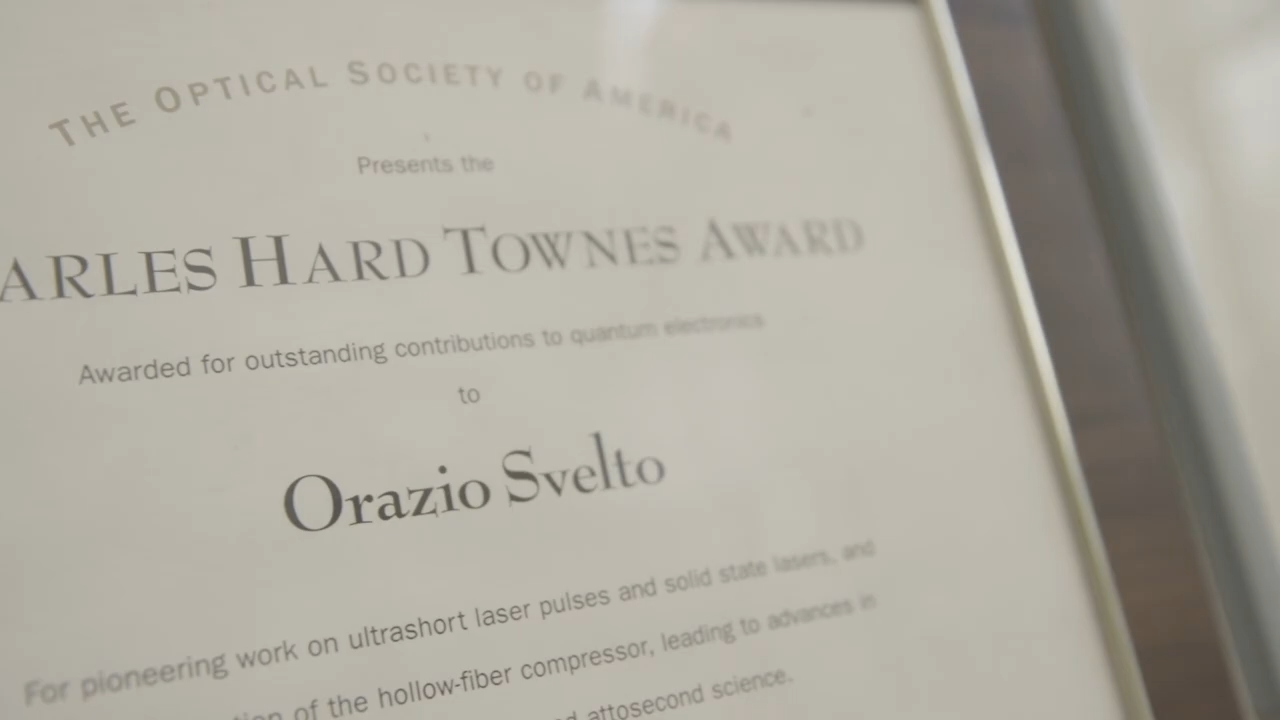 THE OPTICAL SOCIETY OF AMERICA
Presents the
ARLES HARD TOWNES AWARD
Awarded for outstanding contributions to quantum electronics
to
Orazio Svelto
For pioneering work on ultrashort laser pulses and solid state lasers, and
of the hollow-fiber compressor, leading to advances in
attosecond science.